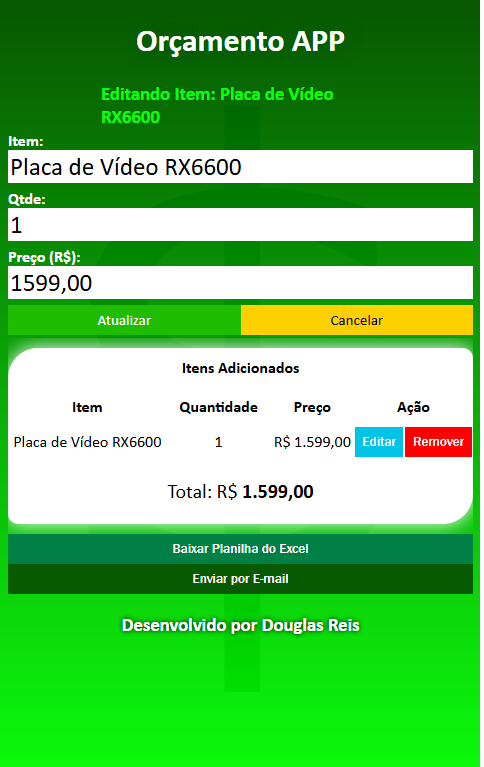 Orçamento APP
Editando Item: Placa de Vídeo
RX6600
Item:
Placa de Vídeo RX6600
Qtde:
1
Preço (R$):
1599,00
Atualizar Cancelar
Itens Adicionados
Item Quantidade Preço Ação
Placa de Vídeo RX6600 1 R$ 1.599,00 Editar Remover
Total: R$ 1.599,00
Baixar Planilha do Excel
Enviar por E-mail
Desenvolvido por Douglas Reis